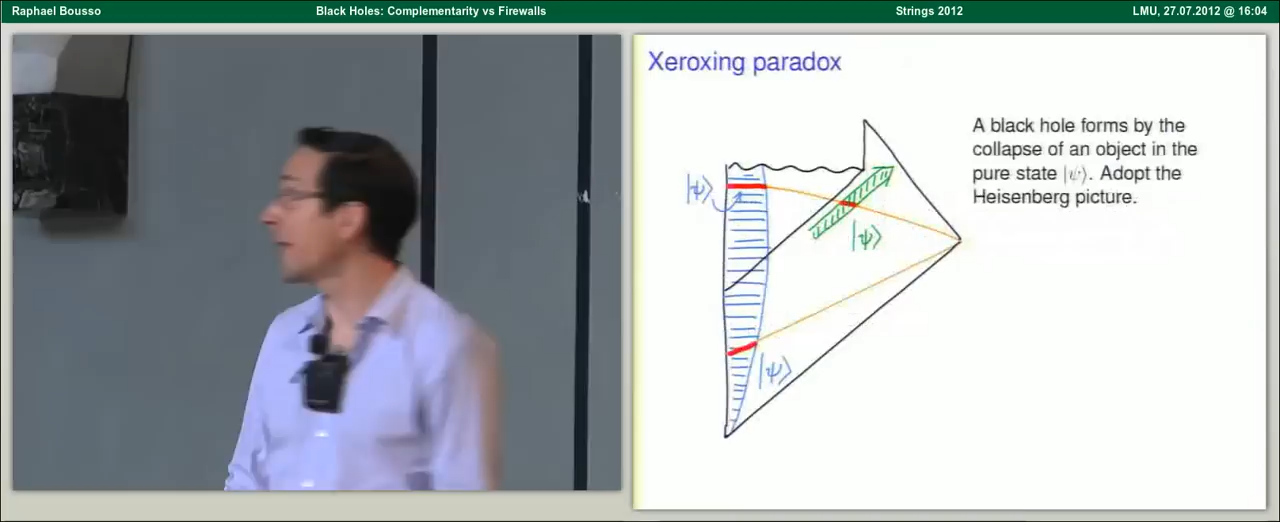 Raphael Bousso Black Holes: Complementarity vs Firewalls Strings 2012 LMU, 27.07.2012 @ 16:04
Xeroxing paradox
A black hole forms by the
collapse of an object in the
pure state |ψ⟩. Adopt the
Heisenberg picture.
|ψ⟩
|ψ⟩
|ψ⟩